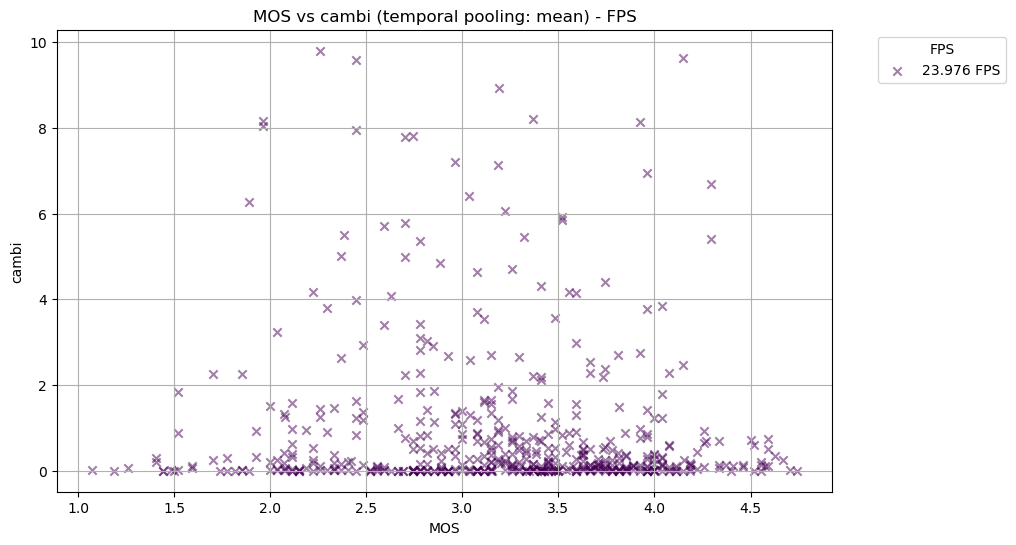 MOS vs cambi (temporal pooling: mean) - FPS
FPS
23.976 FPS
cambi
10
8
6
4
2
0
1.0 1.5 2.0 2.5 3.0 3.5 4.0 4.5
MOS